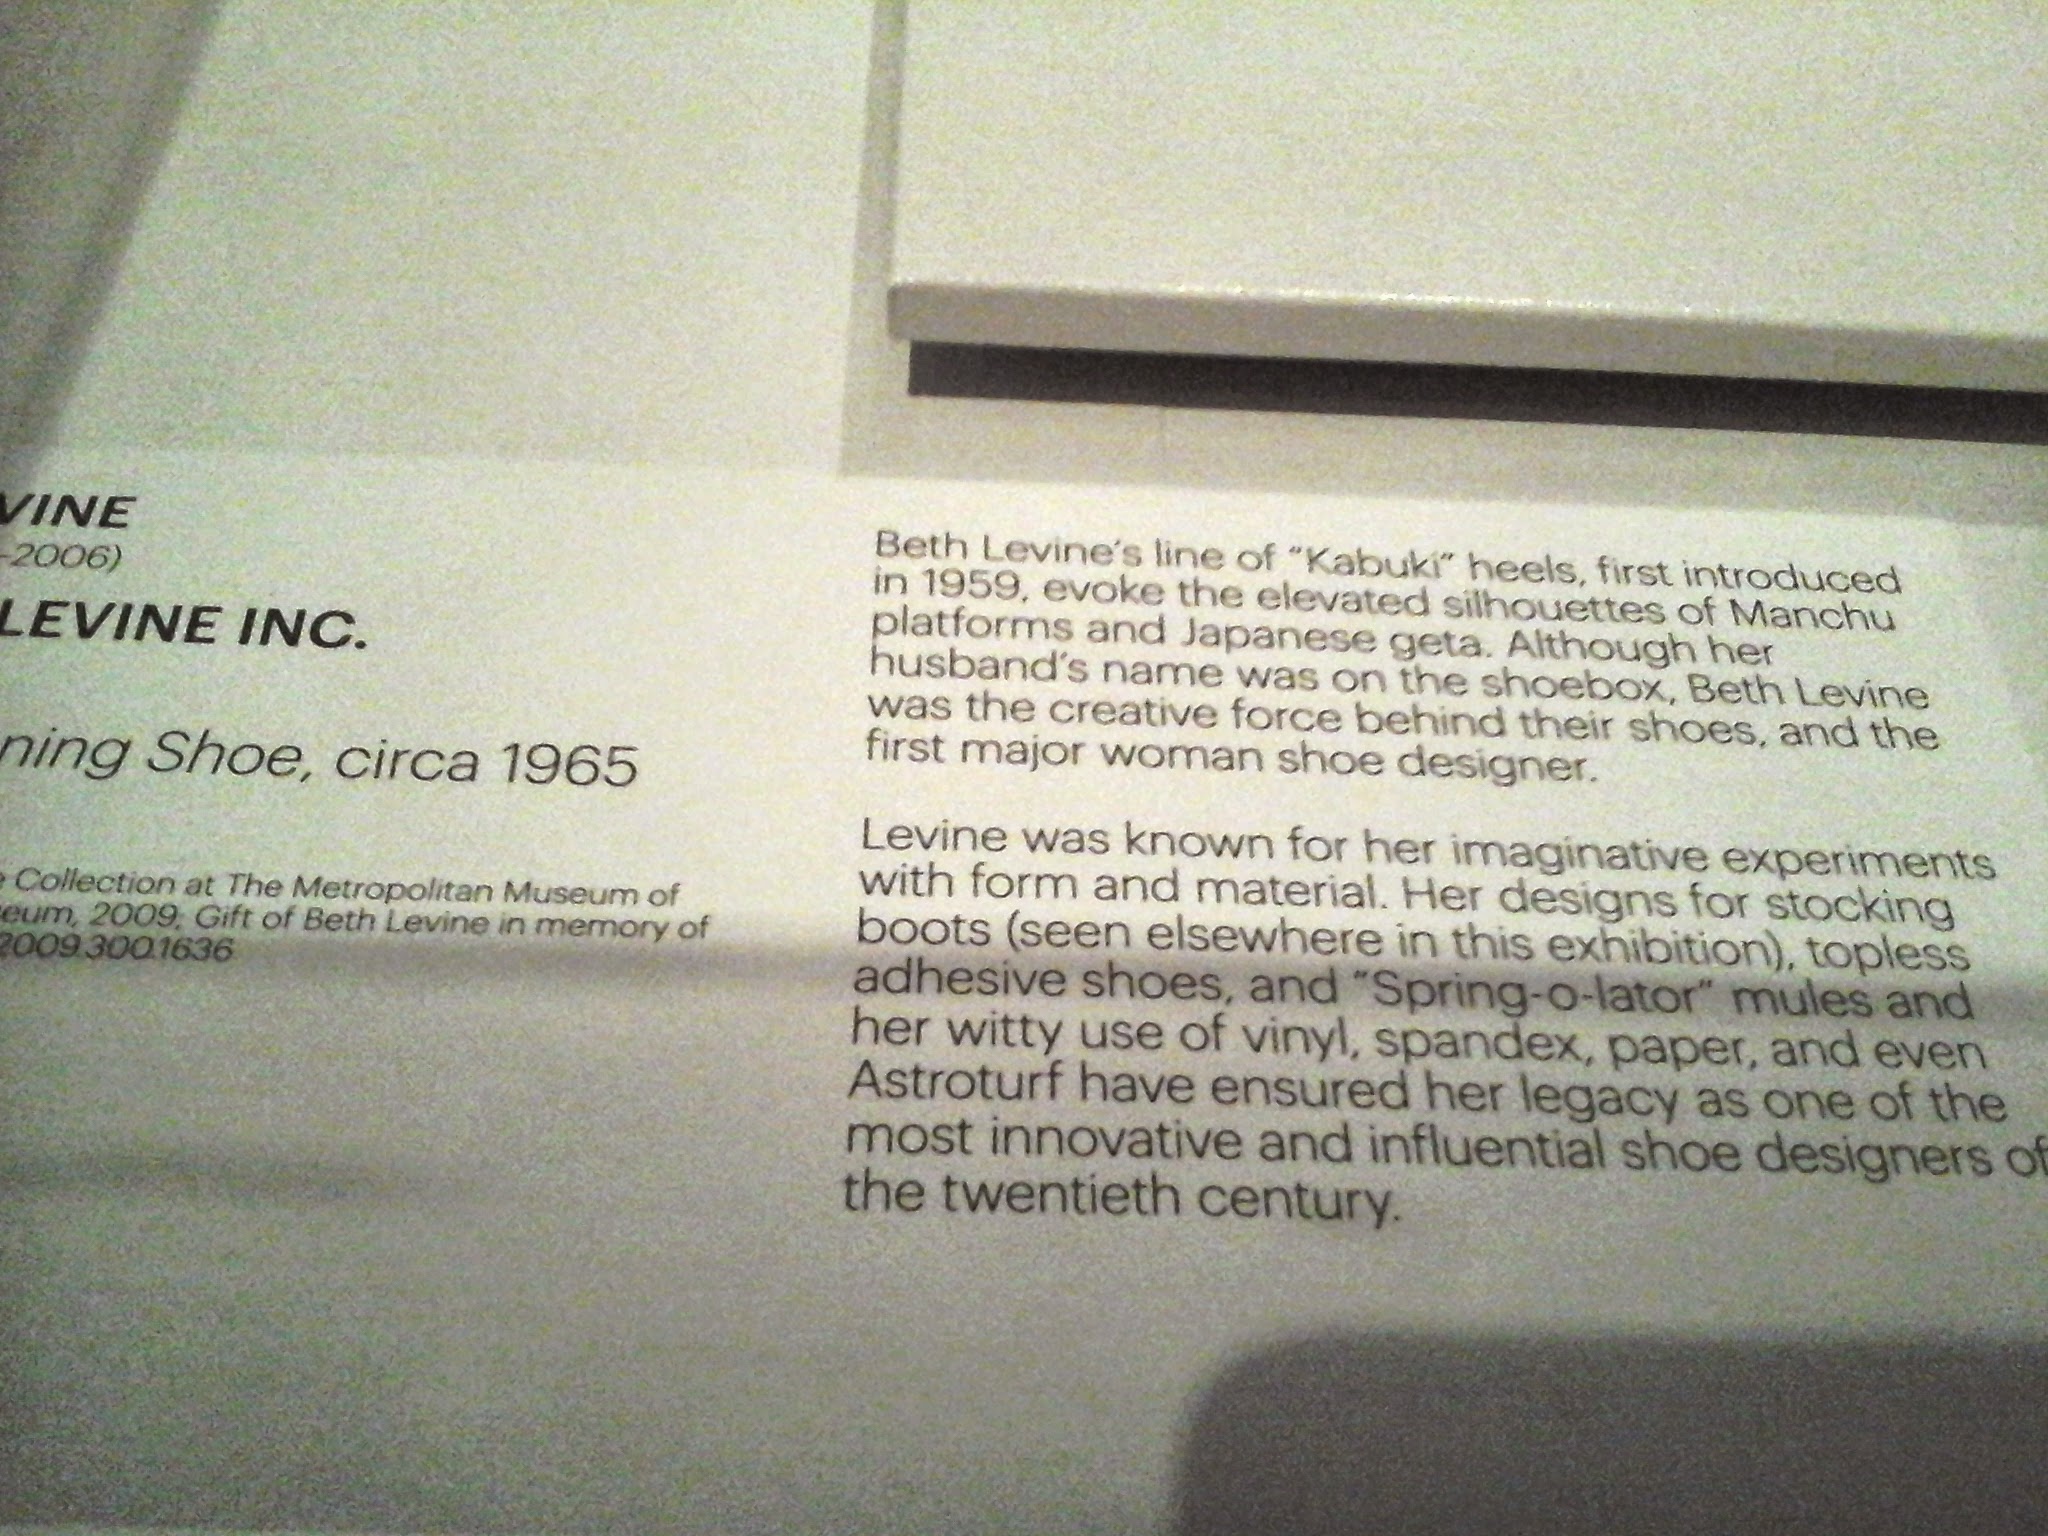 VINE
-2006)
LEVINE INC.
ning Shoe, circa 1965
Collection at The Metropolitan Museum of
eum, 2009; Gift of Beth Levine in memory of
2009.300.1636
Beth Levine's line of "Kabuki" heels, first introduced
in 1959, evoke the elevated silhouettes of Manchu
platforms and Japanese geta. Although her
husband's name was on the shoebox, Beth Levine
was the creative force behind their shoes, and the
first major woman shoe designer.
Levine was known for her imaginative experiments
with form and material. Her designs for stocking
boots (seen elsewhere in this exhibition), topless
adhesive shoes, and "Spring-o-lator" mules and
her witty use of vinyl, spandex, paper, and even
Astroturf have ensured her legacy as one of the
most innovative and influential shoe designers of
the twentieth century.